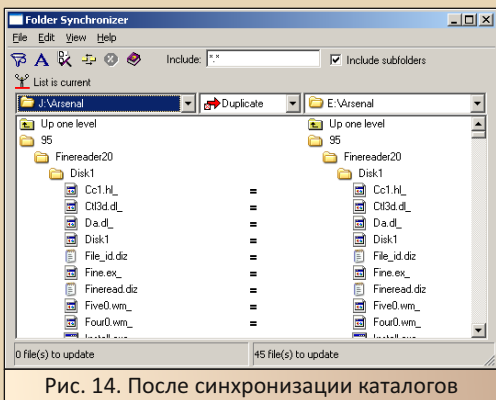 Folder Synchronizer
File Edit View Help
Include: *.* Include subfolders
List is current
J:\Arsenal Duplicate E:\Arsenal
Up one level Up one level
95 95
Finereader20 Finereader20
Disk1 Disk1
Cc1.hl_ = Cc1.hl_
Ctl3d.dl_ = Ctl3d.dl_
Da.dl_ = Da.dl_
Disk1 = Disk1
File_id.diz = File_id.diz
Fine.ex_ = Fine.ex_
Fineread.diz = Fineread.diz
Five0.wm_ = Five0.wm_
Four0.wm_ = Four0.wm_
0 file(s) to update 45 file(s) to update
Рис. 14. После синхронизации каталогов